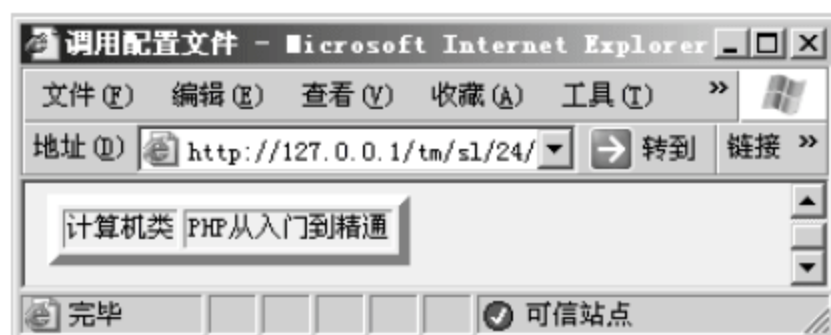 调用配置文件 - Microsoft Internet Explorer
文件(F) 编辑(E) 查看(V) 收藏(A) 工具(T) »
地址(D) http://127.0.0.1/tm/sl/24/ 转到 链接 »
计算机类 PHP从入门到精通
完毕 可信站点